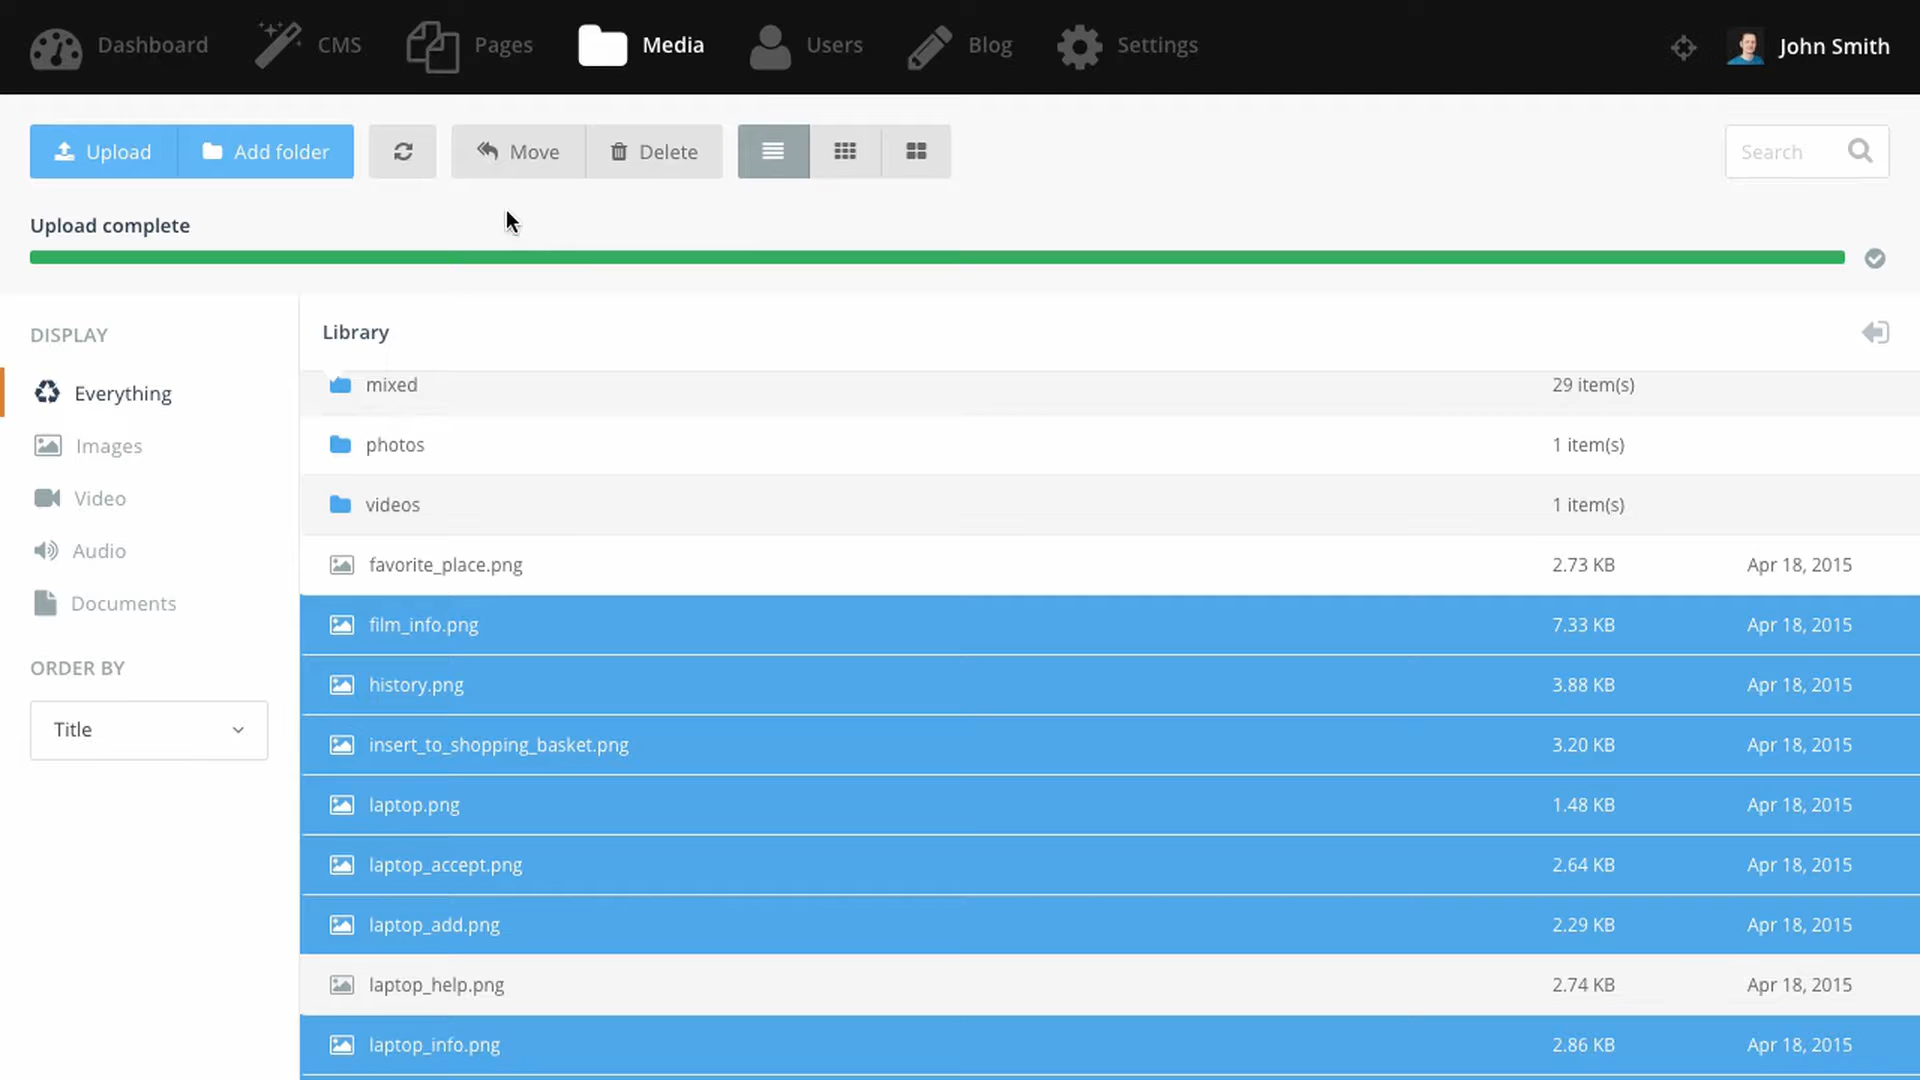 Dashboard CMS Pages Media Users Blog Settings John Smith
Upload Add folder Move Delete Search
Upload complete
DISPLAY
Everything
Images
Video
Audio
Documents
ORDER BY
Title
Library
mixed 29 item(s)
photos 1 item(s)
videos 1 item(s)
favorite_place.png 2.73 KB Apr 18, 2015
film_info.png 7.33 KB Apr 18, 2015
history.png 3.88 KB Apr 18, 2015
insert_to_shopping_basket.png 3.20 KB Apr 18, 2015
laptop.png 1.48 KB Apr 18, 2015
laptop_accept.png 2.64 KB Apr 18, 2015
laptop_add.png 2.29 KB Apr 18, 2015
laptop_help.png 2.74 KB Apr 18, 2015
laptop_info.png 2.86 KB Apr 18, 2015